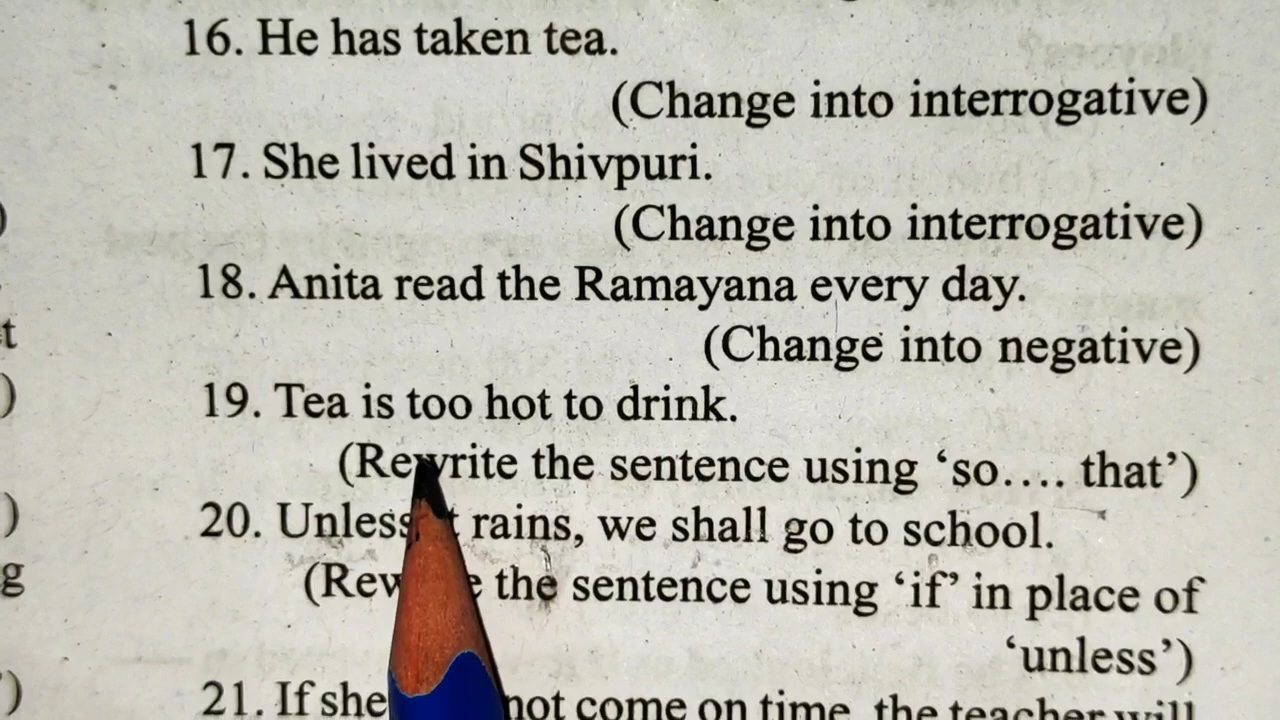 16. He has taken tea.
(Change into interrogative)
17. She lived in Shivpuri.
)
(Change into interrogative)
18. Anita read the Ramayana every day.
t
(Change into negative)
)
19. Tea is too hot to drink.
(Rewrite the sentence using ‘so.... that’)
)
20. Unless rains, we shall go to school.
g
(the sentence using ‘if’ in place of
‘unless’)
’)
21. If she not come on time, the teacher will